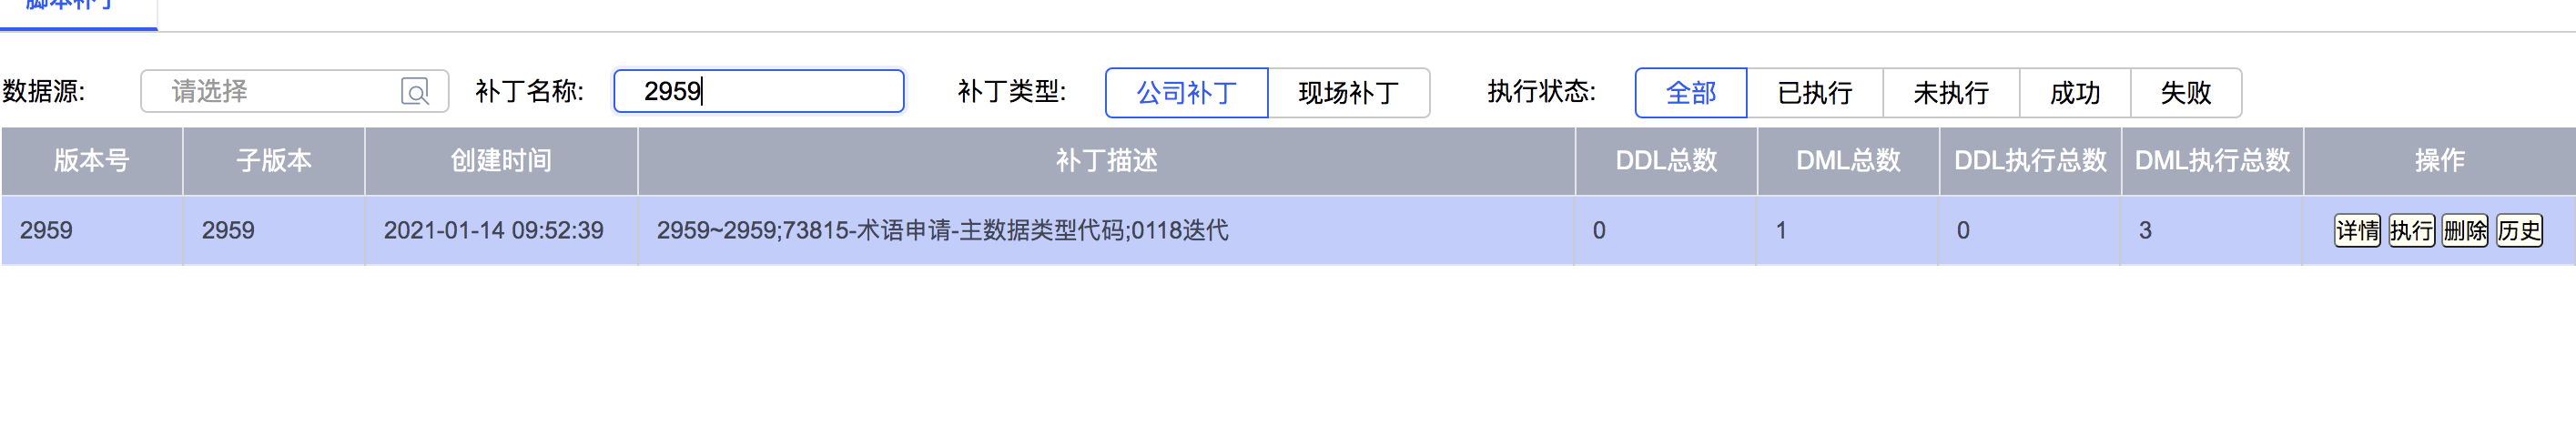 脚本补丁
数据源: 请选择 补丁名称: 2959 补丁类型: 公司补丁 现场补丁 执行状态: 全部 已执行 未执行 成功 失败
版本号 子版本 创建时间 补丁描述 DDL总数 DML总数 DDL执行总数 DML执行总数 操作
2959 2959 2021-01-14 09:52:39 2959~2959;73815-术语申请-主数据类型代码;0118迭代 0 1 0 3 详情 执行 删除 历史